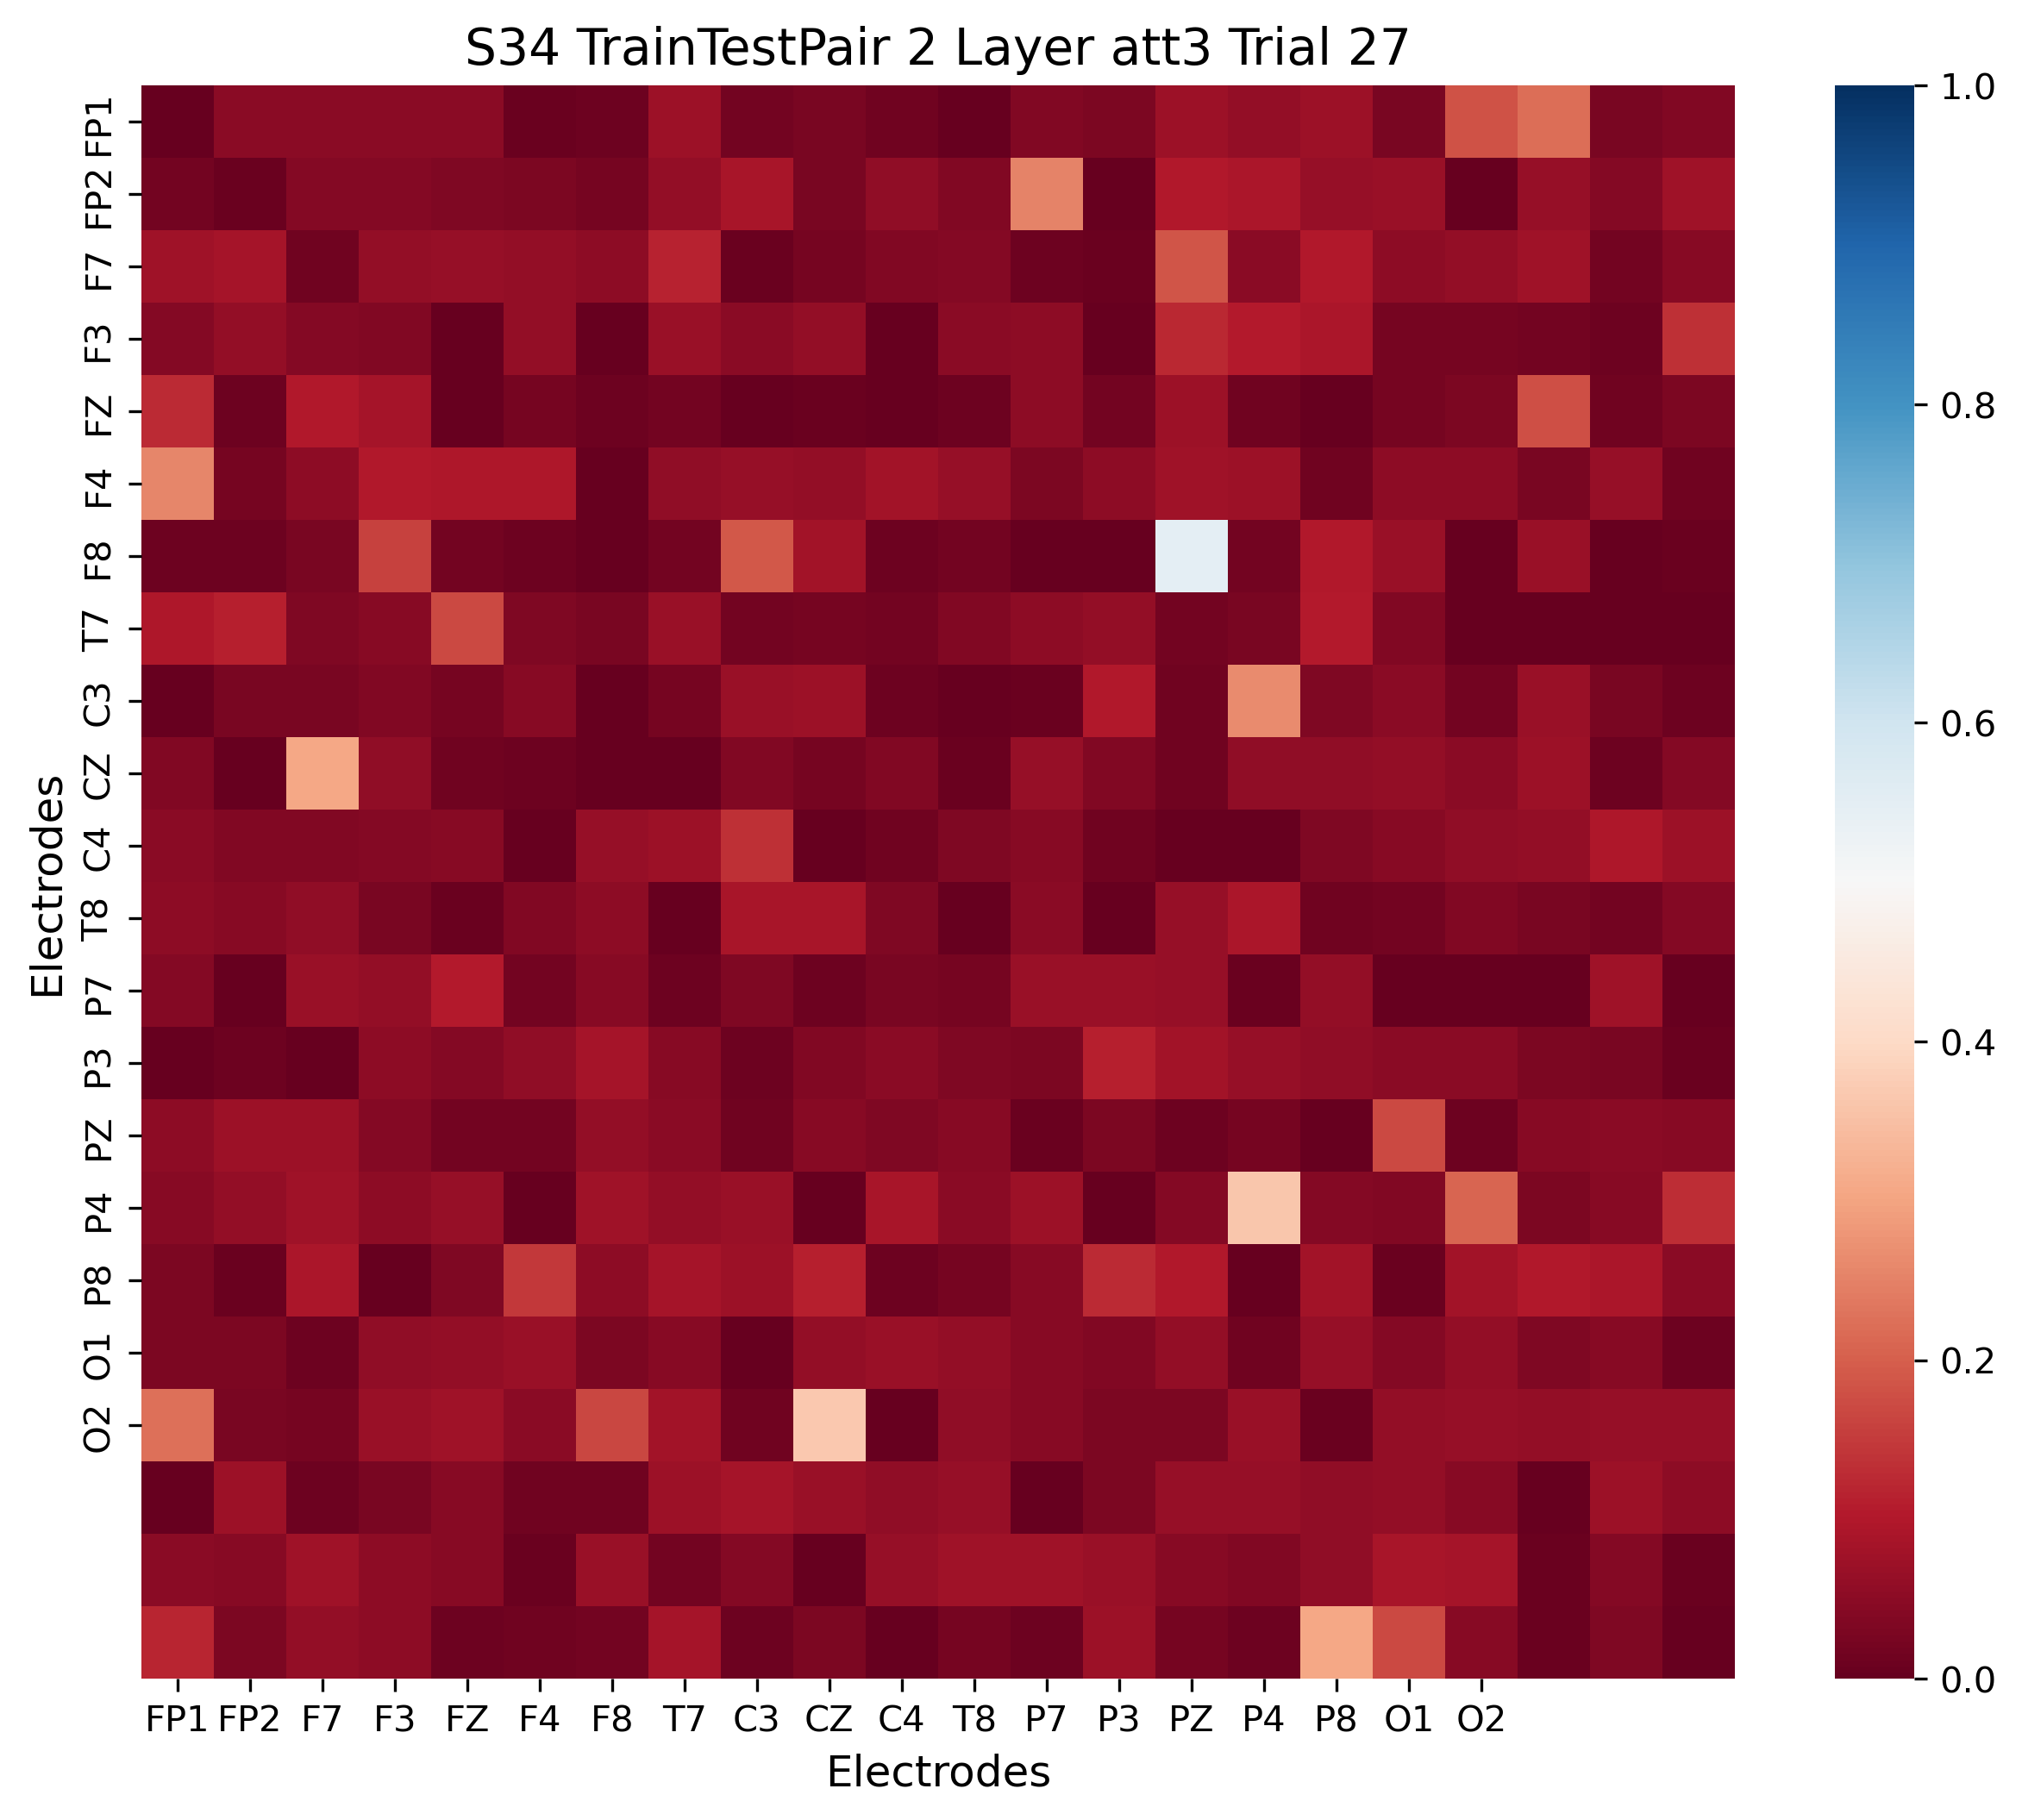 S34 TrainTestPair 2 Layer att3 Trial 27
Electrodes
FP1
FP2
F7
F3
FZ
F4
F8
T7
C3
CZ
C4
T8
P7
P3
PZ
P4
P8
O1
O2
FP1 FP2 F7 F3 FZ F4 F8 T7 C3 CZ C4 T8 P7 P3 PZ P4 P8 O1 O2
Electrodes
1.0
0.8
0.6
0.4
0.2
0.0